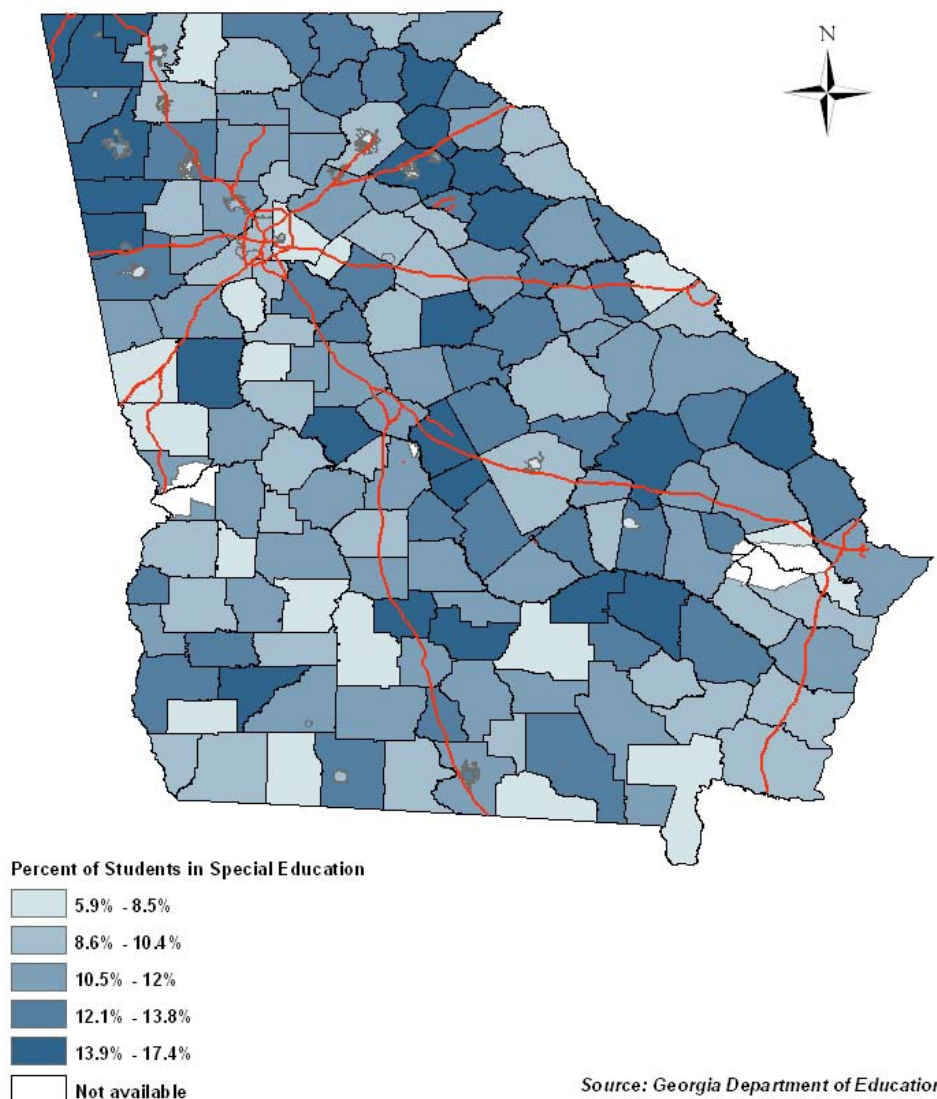 N
Percent of Students in Special Education
5.9% - 8.5%
8.6% - 10.4%
10.5% - 12%
12.1% - 13.8%
13.9% - 17.4%
Not available
Source: Georgia Department of Education